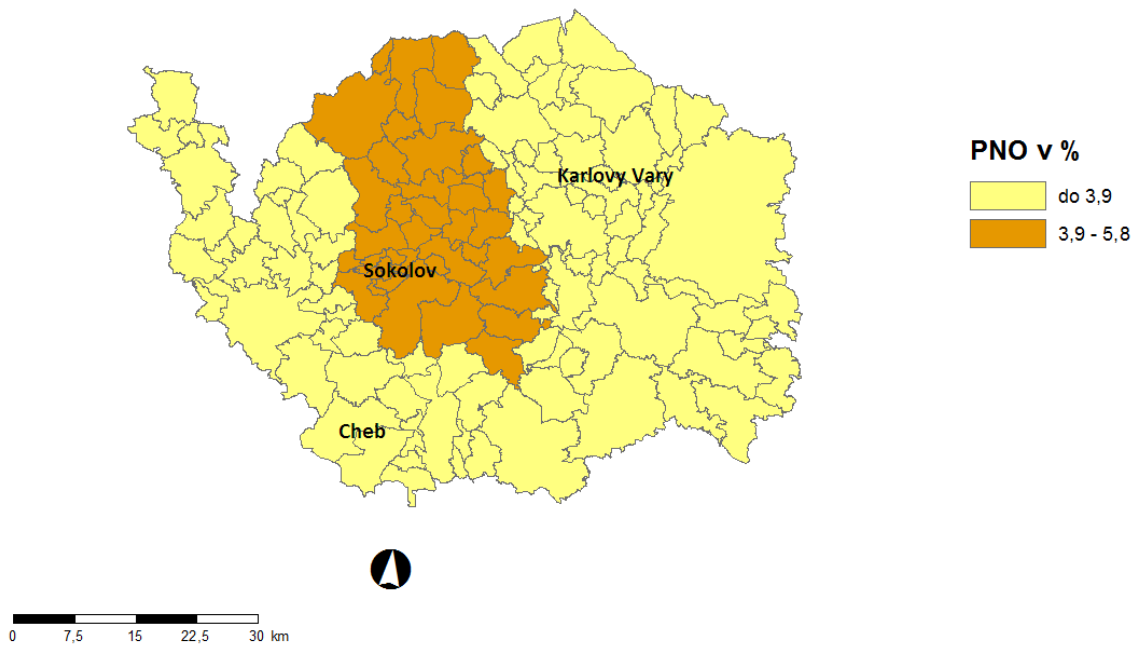 Karlovy Vary
Sokolov
Cheb
PNO v %
do 3,9
3,9 - 5,8
0 7,5 15 22,5 30 km